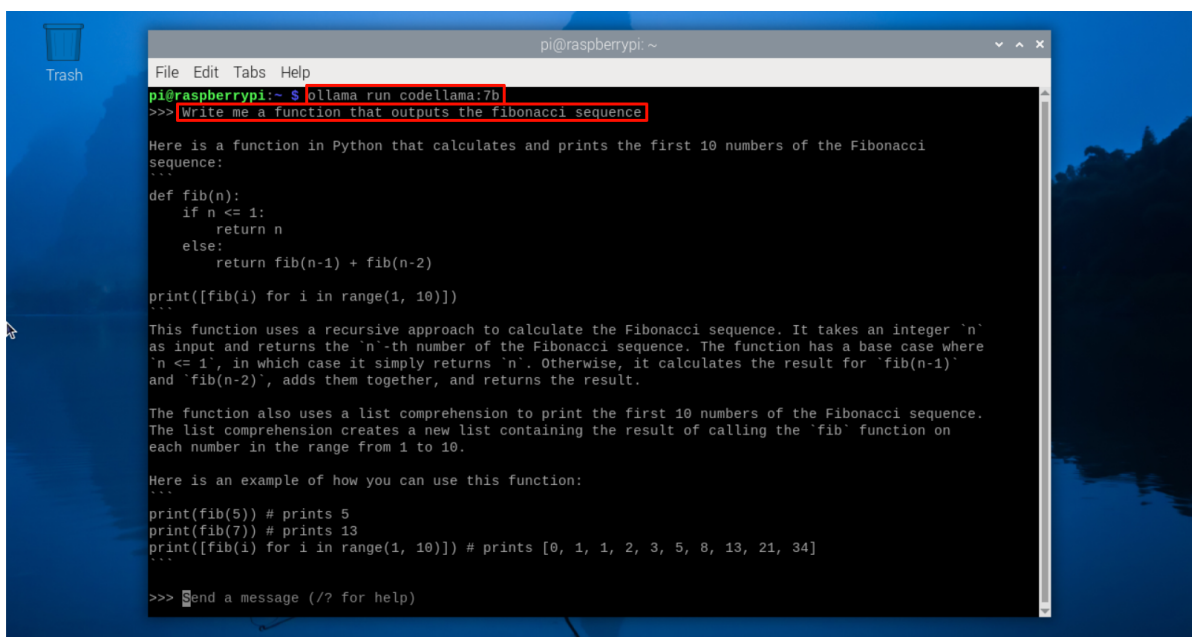 Trash
pi@raspberrypi: ~
File Edit Tabs Help
pi@raspberrypi:~ $ ollama run codellama:7b
>>> Write me a function that outputs the fibonacci sequence
Here is a function in Python that calculates and prints the first 10 numbers of the Fibonacci
sequence:
```
def fib(n):
    if n <= 1:
        return n
    else:
        return fib(n-1) + fib(n-2)
print([fib(i) for i in range(1, 10)])
```
This function uses a recursive approach to calculate the Fibonacci sequence. It takes an integer `n`
as input and returns the `n`-th number of the Fibonacci sequence. The function has a base case where
`n <= 1`, in which case it simply returns `n`. Otherwise, it calculates the result for `fib(n-1)`
and `fib(n-2)`, adds them together, and returns the result.
The function also uses a list comprehension to print the first 10 numbers of the Fibonacci sequence.
The list comprehension creates a new list containing the result of calling the `fib` function on
each number in the range from 1 to 10.
Here is an example of how you can use this function:
```
print(fib(5)) # prints 5
print(fib(7)) # prints 13
print([fib(i) for i in range(1, 10)]) # prints [0, 1, 1, 2, 3, 5, 8, 13, 21, 34]
```
>>> Send a message (/? for help)